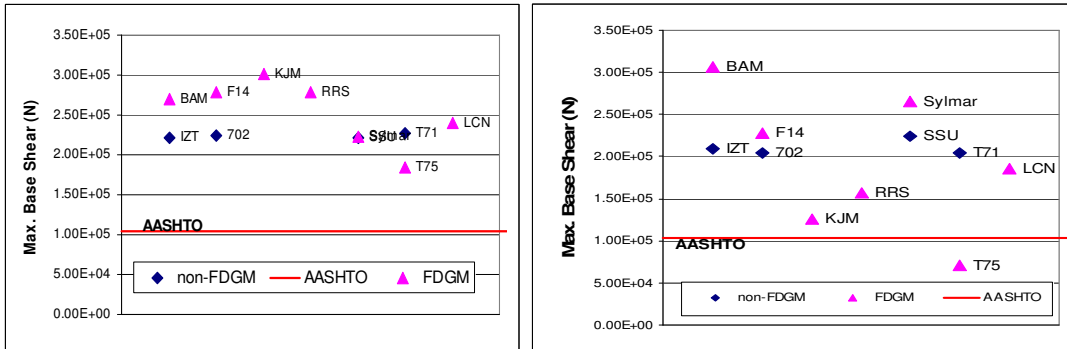 Max. Base Shear (N)
3.50E+05
3.00E+05
2.50E+05
2.00E+05
1.50E+05
1.00E+05
5.00E+04
0.00E+00
KJM
BAM
F14
RRS
LCN
IZT
702
SSU
Sylmar
T71
T75
AASHTO
non-FDGM
AASHTO
FDGM
Max. Base Shear (N)
3.50E+05
3.00E+05
2.50E+05
2.00E+05
1.50E+05
1.00E+05
5.00E+04
0.00E+00
BAM
Sylmar
F14
SSU
IZT
702
T71
LCN
RRS
KJM
AASHTO
T75
non-FDGM
FDGM
AASHTO